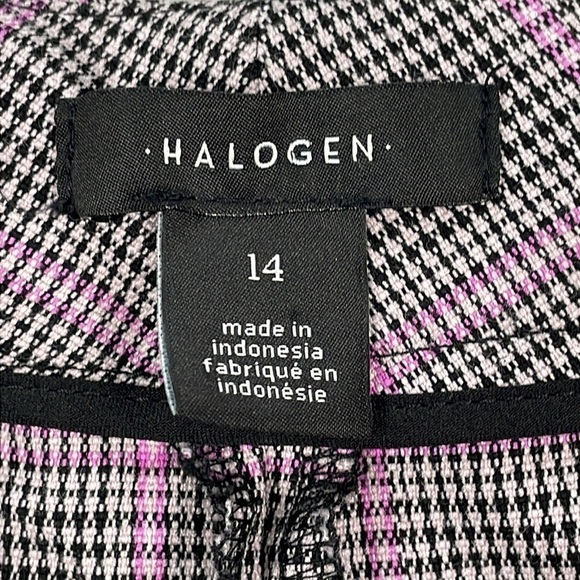 · HALOGEN ·
14
made in
indonesia
fabriqué en
indonésie